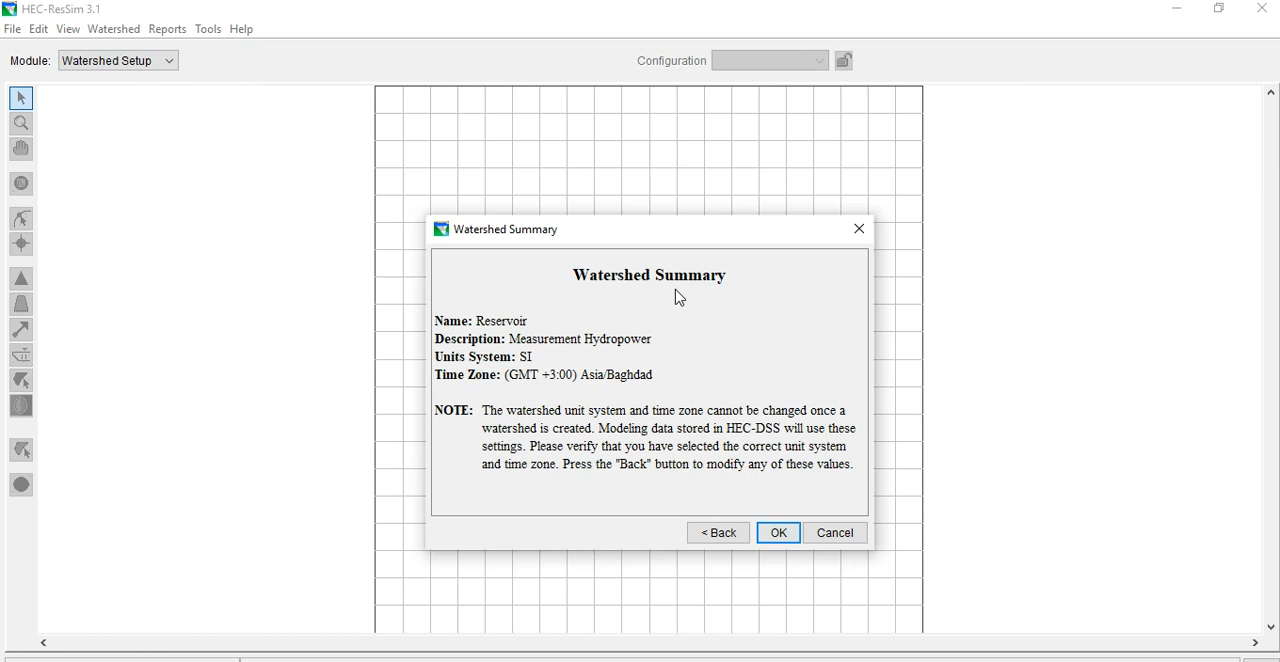 HEC-ResSim 3.1
File Edit View Watershed Reports Tools Help
Module: Watershed Setup Configuration
Watershed Summary
Watershed Summary
Name: Reservoir
Description: Measurement Hydropower
Units System: SI
Time Zone: (GMT +3:00) Asia/Baghdad
NOTE: The watershed unit system and time zone cannot be changed once a
watershed is created. Modeling data stored in HEC-DSS will use these
settings. Please verify that you have selected the correct unit system
and time zone. Press the "Back" button to modify any of these values.
< Back OK Cancel